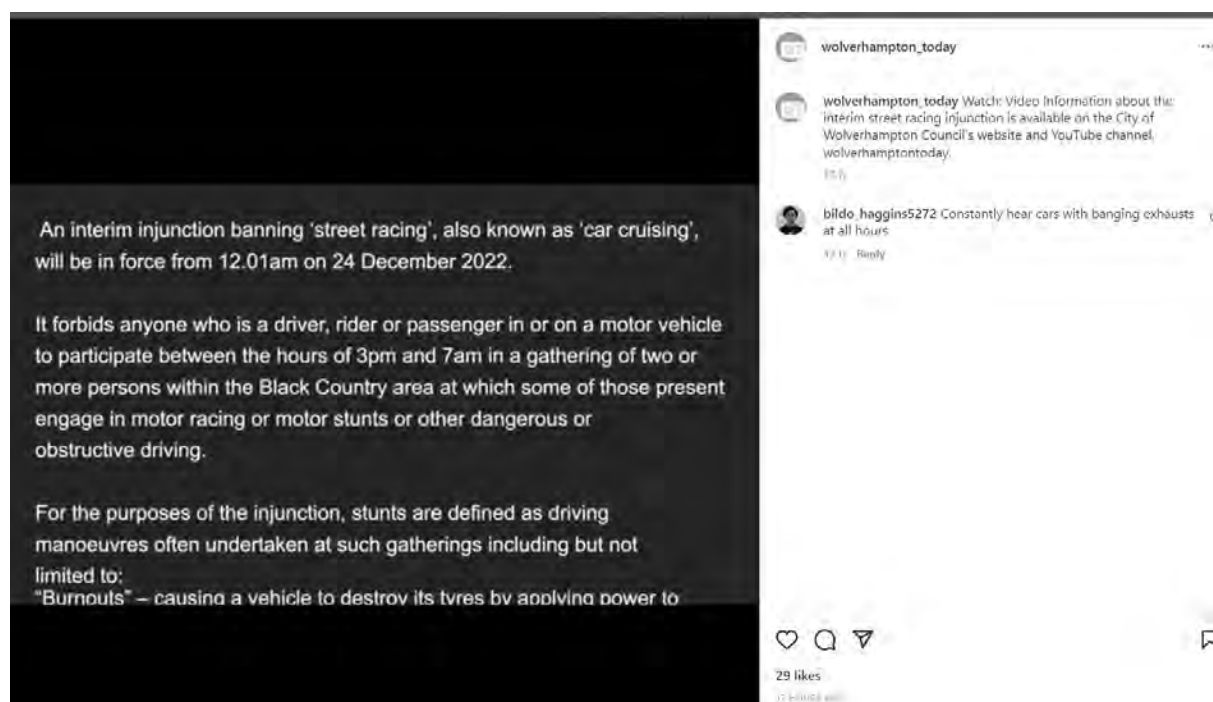 An interim injunction banning 'street racing', also known as 'car cruising',
will be in force from 12.01am on 24 December 2022.
It forbids anyone who is a driver, rider or passenger in or on a motor vehicle
to participate between the hours of 3pm and 7am in a gathering of two or
more persons within the Black Country area at which some of those present
engage in motor racing or motor stunts or other dangerous or
obstructive driving.
For the purposes of the injunction, stunts are defined as driving
manoeuvres often undertaken at such gatherings including but not
limited to:
"Burnouts" – causing a vehicle to destroy its tyres by applying power to
wolverhampton_today
wolverhampton_today Watch: Video Information about the
interim street racing injunction is available on the City of
Wolverhampton Council's website and YouTube channel
wolverhamptontoday.
bildo_haggins5272 Constantly hear cars with banging exhausts
at all hours
Reply
29 likes